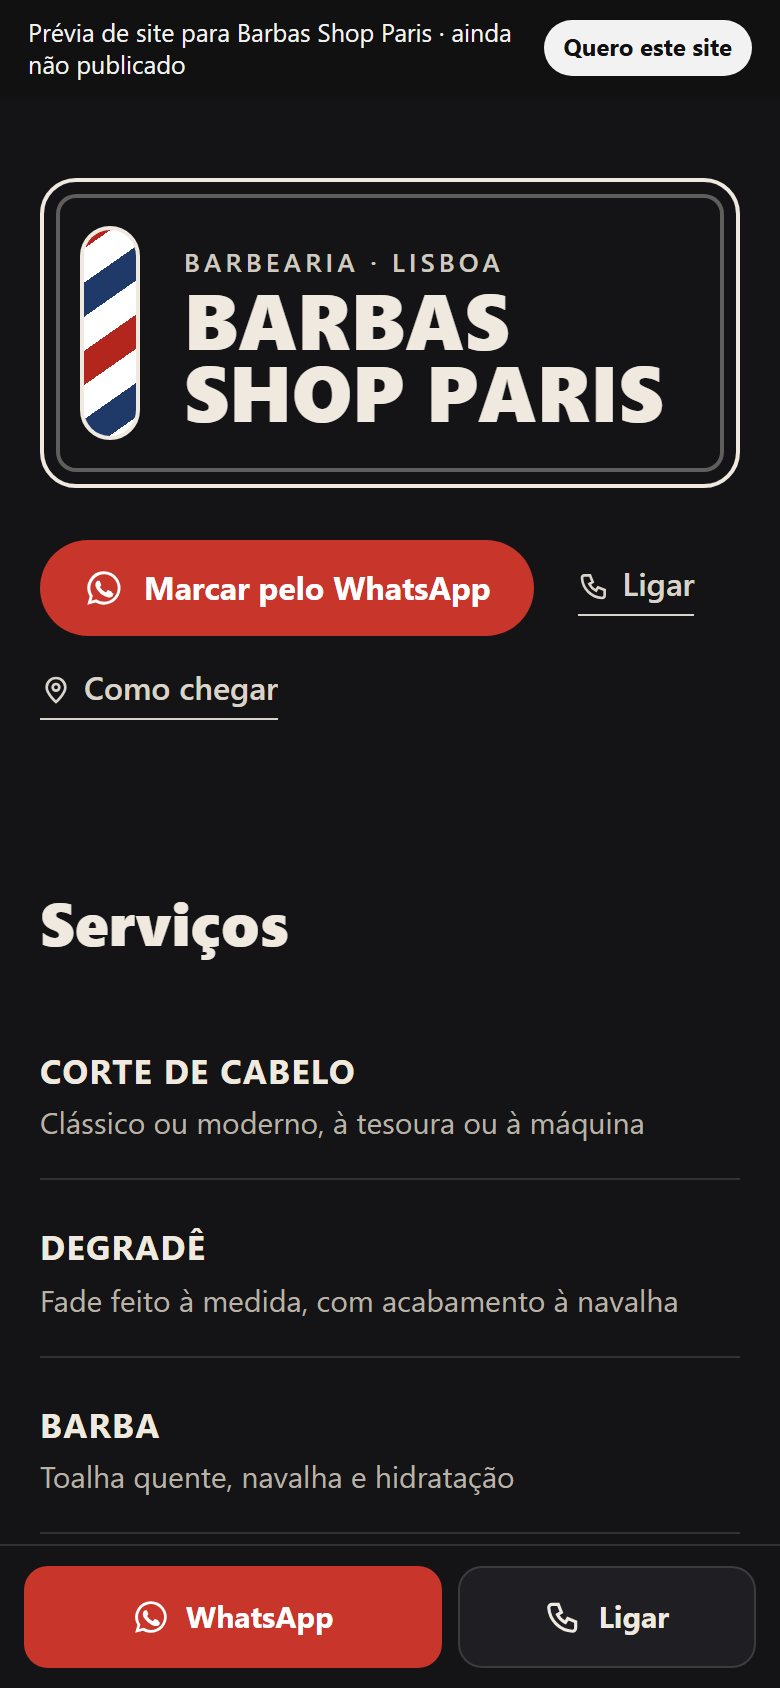 Prévia de site para Barbas Shop Paris · ainda
não publicado
Quero este site
BARBEARIA · LISBOA
BARBAS
SHOP PARIS
Marcar pelo WhatsApp
Ligar
Como chegar
Serviços
CORTE DE CABELO
Clássico ou moderno, à tesoura ou à máquina
DEGRADÊ
Fade feito à medida, com acabamento à navalha
BARBA
Toalha quente, navalha e hidratação
WhatsApp
Ligar